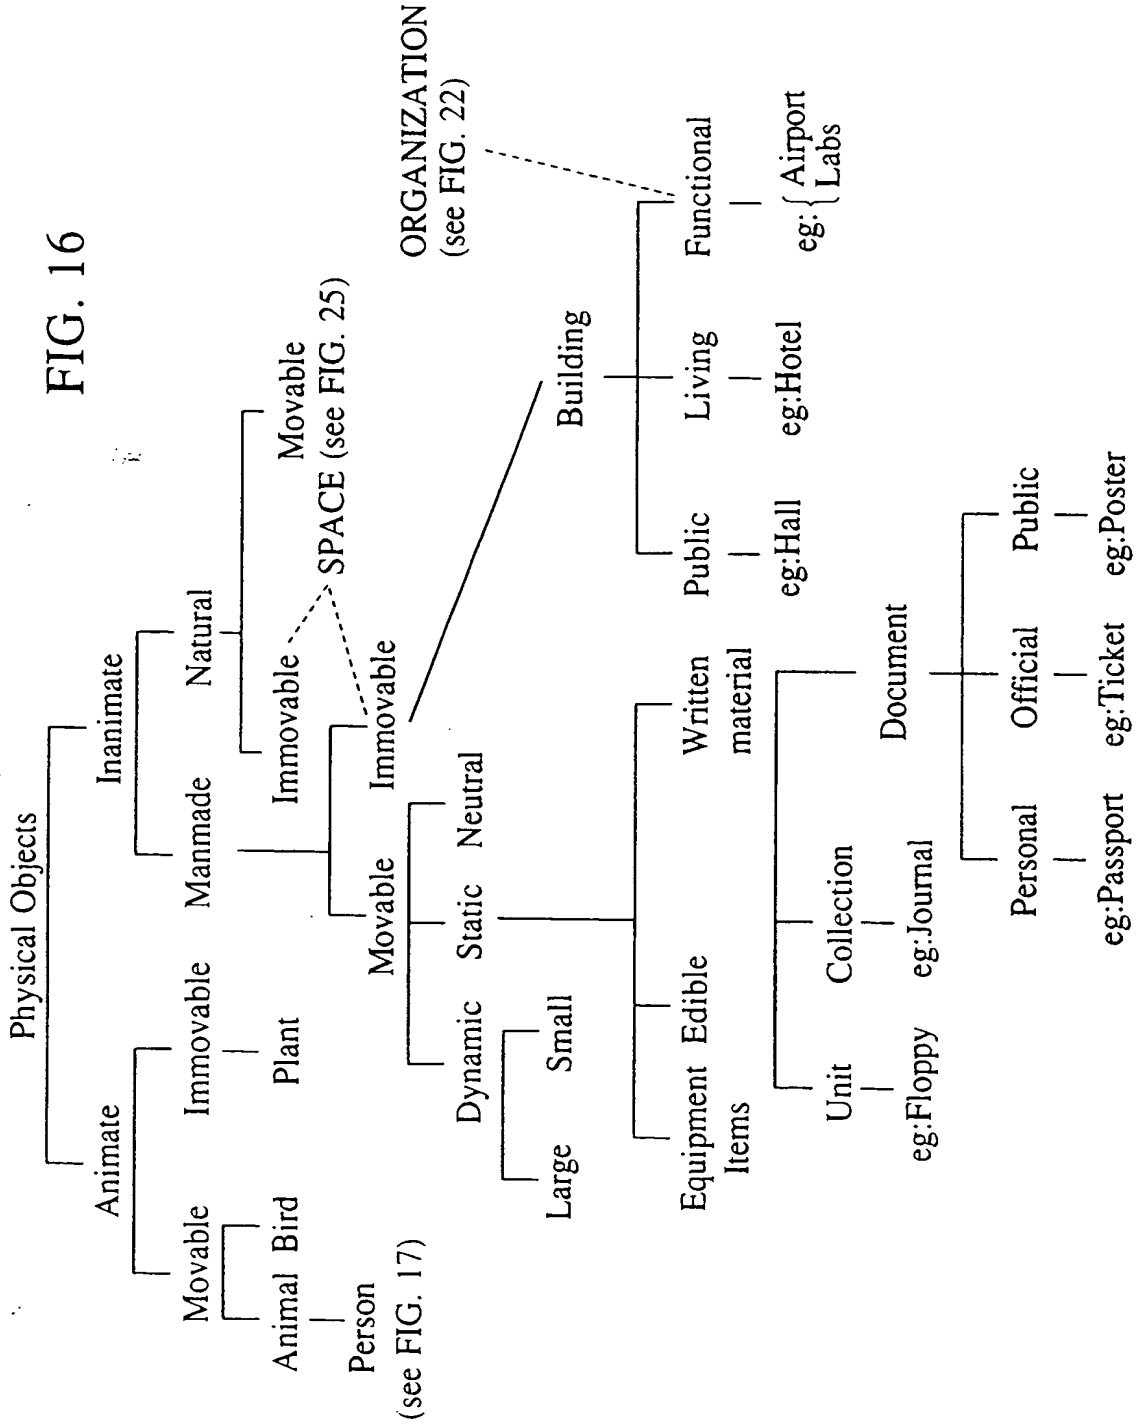 FIG. 16
Physical Objects
Animate
Inanimate
Movable
Immovable
Manmade
Natural
Animal
Bird
Plant
Immovable
Movable
Person
(see FIG. 17)
SPACE (see FIG. 25)
Movable
Immovable
ORGANIZATION
(see FIG. 22)
Dynamic
Static
Neutral
Large
Small
Building
Equipment
Items
Edible
Written
material
Public
Living
Functional
eg:Hall
eg:Hotel
eg: { Airport
Labs
Unit
Collection
Document
eg:Floppy
eg:Journal
Personal
Official
Public
eg:Passport
eg:Ticket
eg:Poster